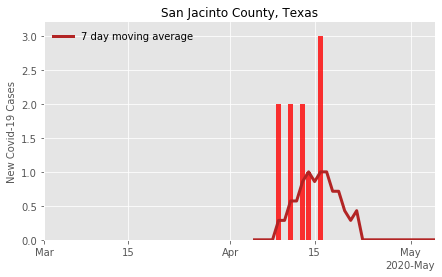 San Jacinto County, Texas
7 day moving average
New Covid-19 Cases
3.0
2.5
2.0
1.5
1.0
0.5
0.0
Mar 15 Apr 15 May
2020-May